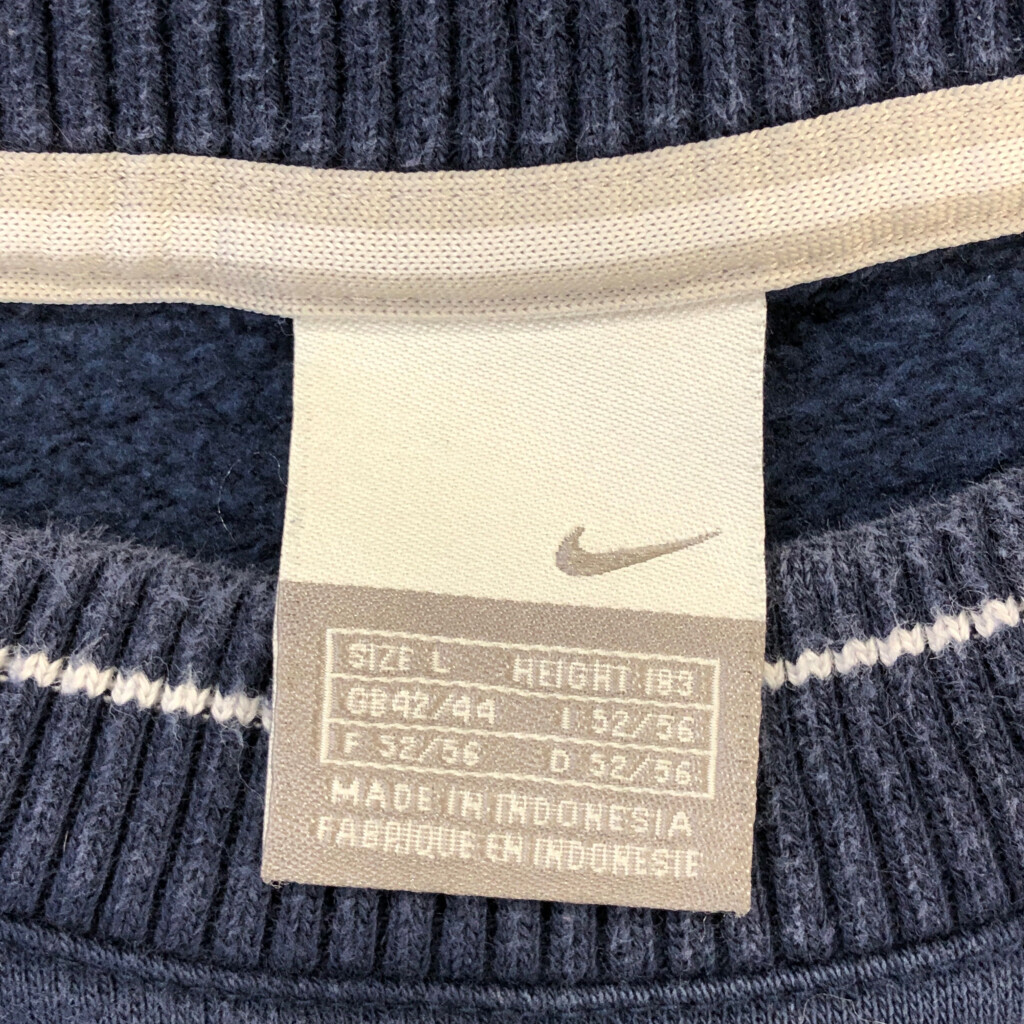 SIZE L HEIGHT 183
GB 42/44 I 52/56
F 52/56 D 52/56
MADE IN INDONESIA
FABRIQUE EN INDONESIE